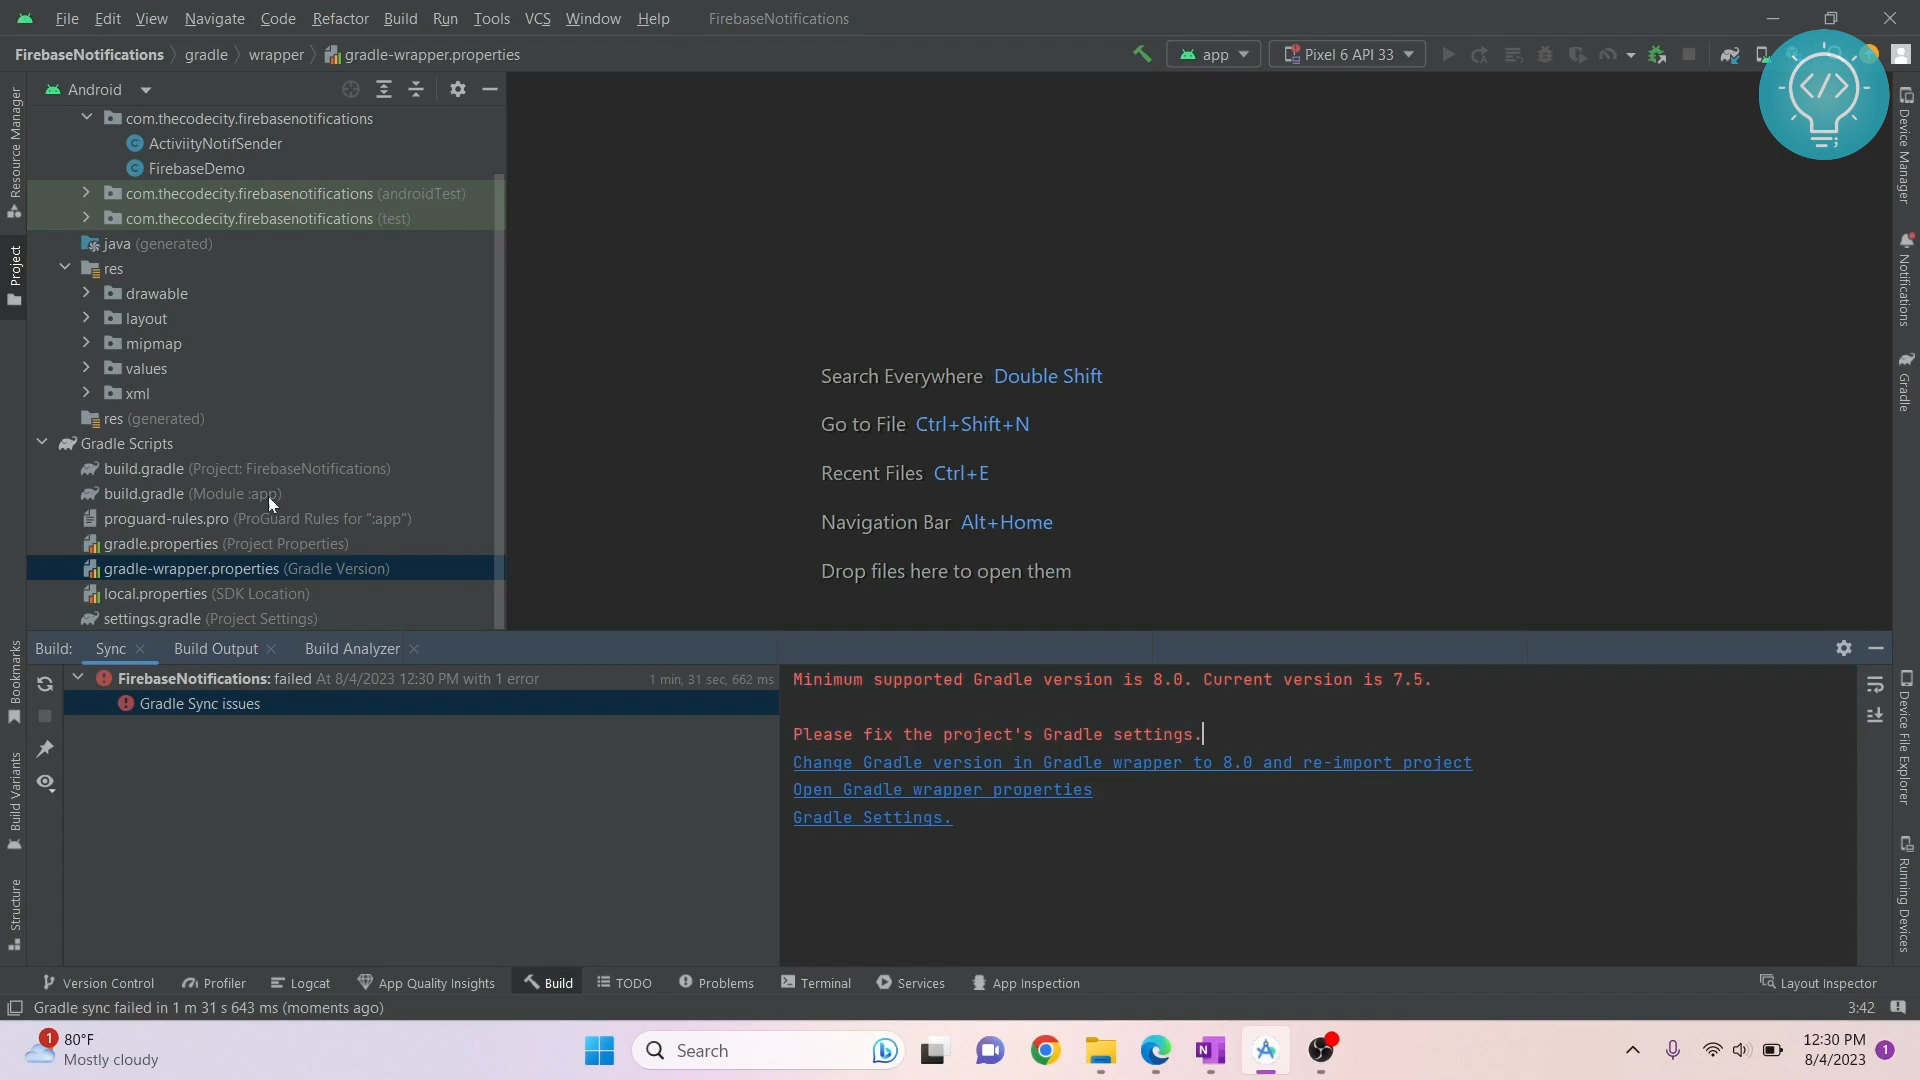 File Edit View Navigate Code Refactor Build Run Tools VCS Window Help FirebaseNotifications
FirebaseNotifications gradle wrapper gradle-wrapper.properties app Pixel 6 API 33
Android
com.thecodecity.firebasenotifications
ActiviityNotifSender
FirebaseDemo
com.thecodecity.firebasenotifications (androidTest)
com.thecodecity.firebasenotifications (test)
java (generated)
res
drawable
layout
mipmap
values
xml
res (generated)
Gradle Scripts
build.gradle (Project: FirebaseNotifications)
build.gradle (Module :app)
proguard-rules.pro (ProGuard Rules for ":app")
gradle.properties (Project Properties)
gradle-wrapper.properties (Gradle Version)
local.properties (SDK Location)
settings.gradle (Project Settings)
Resource Manager
Project
Bookmarks
Build Variants
Structure
Search Everywhere Double Shift
Go to File Ctrl+Shift+N
Recent Files Ctrl+E
Navigation Bar Alt+Home
Drop files here to open them
</>
Device Manager
Notifications
Gradle
Device File Explorer
Running Devices
Build: Sync Build Output Build Analyzer
FirebaseNotifications: failed At 8/4/2023 12:30 PM with 1 error 1 min, 31 sec, 662 ms
Gradle Sync issues
Minimum supported Gradle version is 8.0. Current version is 7.5.
Please fix the project's Gradle settings.
Change Gradle version in Gradle wrapper to 8.0 and re-import project
Open Gradle wrapper properties
Gradle Settings.
Version Control Profiler Logcat App Quality Insights Build TODO Problems Terminal Services App Inspection Layout Inspector
Gradle sync failed in 1 m 31 s 643 ms (moments ago) 3:42
1 80°F
Mostly cloudy
Search
N
12:30 PM
8/4/2023
1